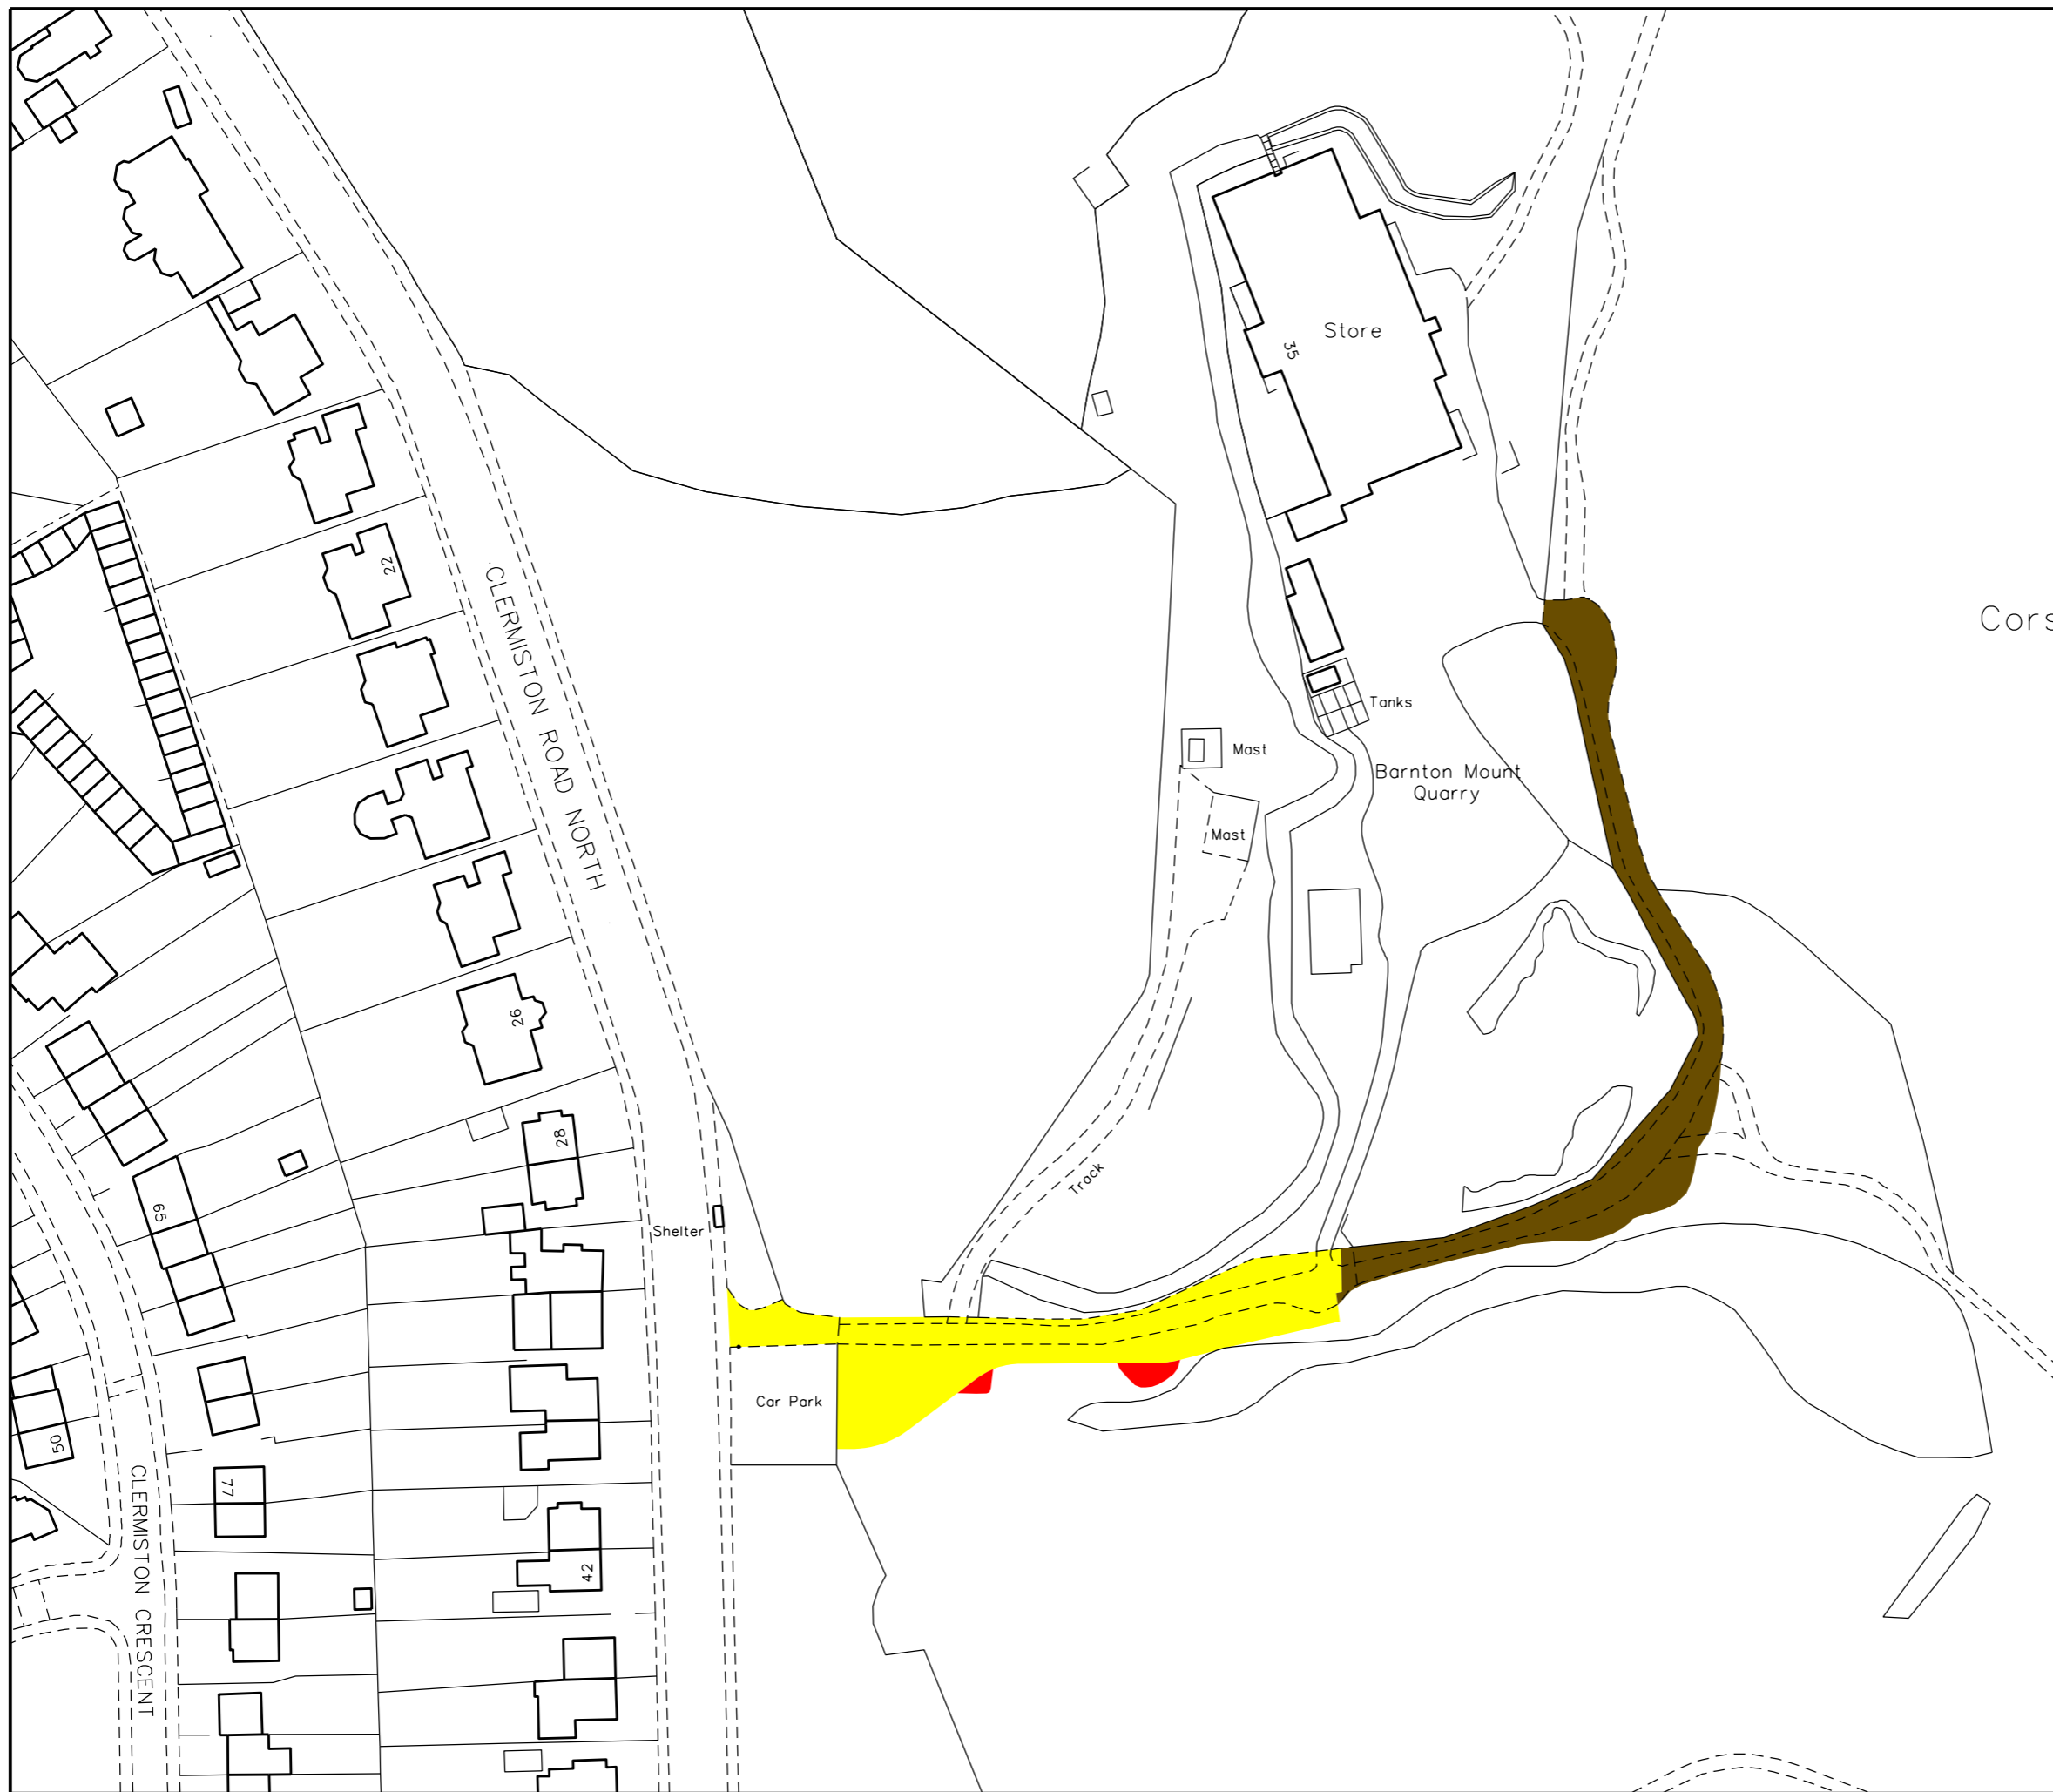 Store
35
22
CLERMISTON ROAD NORTH
Cors
Tanks
Mast
Barnton Mount
Quarry
Mast
26
28
Track
65
Shelter
Car Park
50
77
CLERMISTON CRESCENT
42